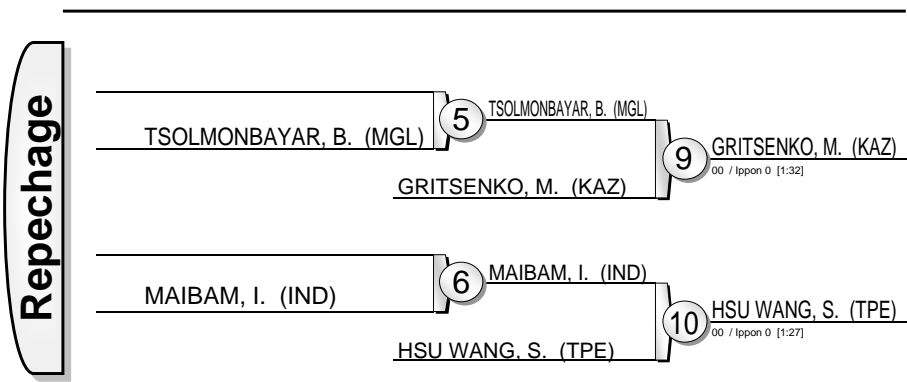 Repechage
TSOLMONBAYAR, B. (MGL)
5
TSOLMONBAYAR, B. (MGL)
GRITSENKO, M. (KAZ)
9
GRITSENKO, M. (KAZ)
00 / Ippon 0 [1:32]
MAIBAM, I. (IND)
6
MAIBAM, I. (IND)
HSU WANG, S. (TPE)
10
HSU WANG, S. (TPE)
00 / Ippon 0 [1:27]